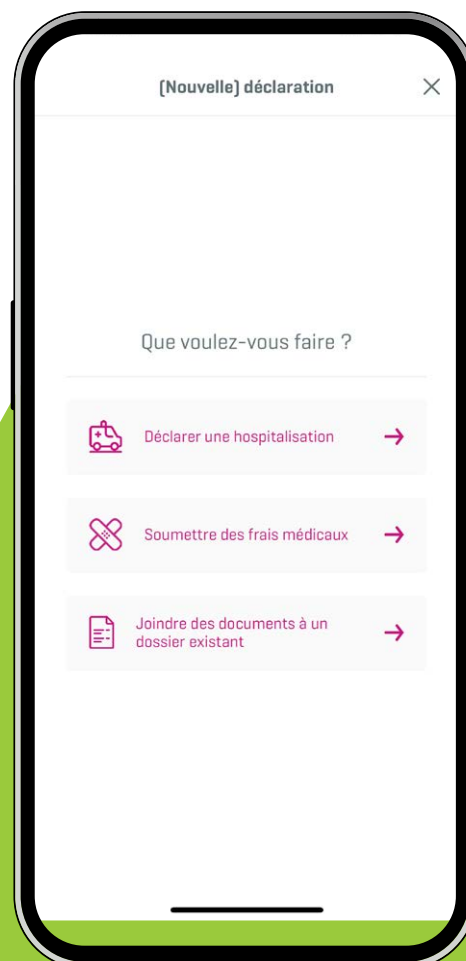 (Nouvelle) déclaration
Que voulez-vous faire ?
Déclarer une hospitalisation
Soumettre des frais médicaux
Joindre des documents à un
dossier existant